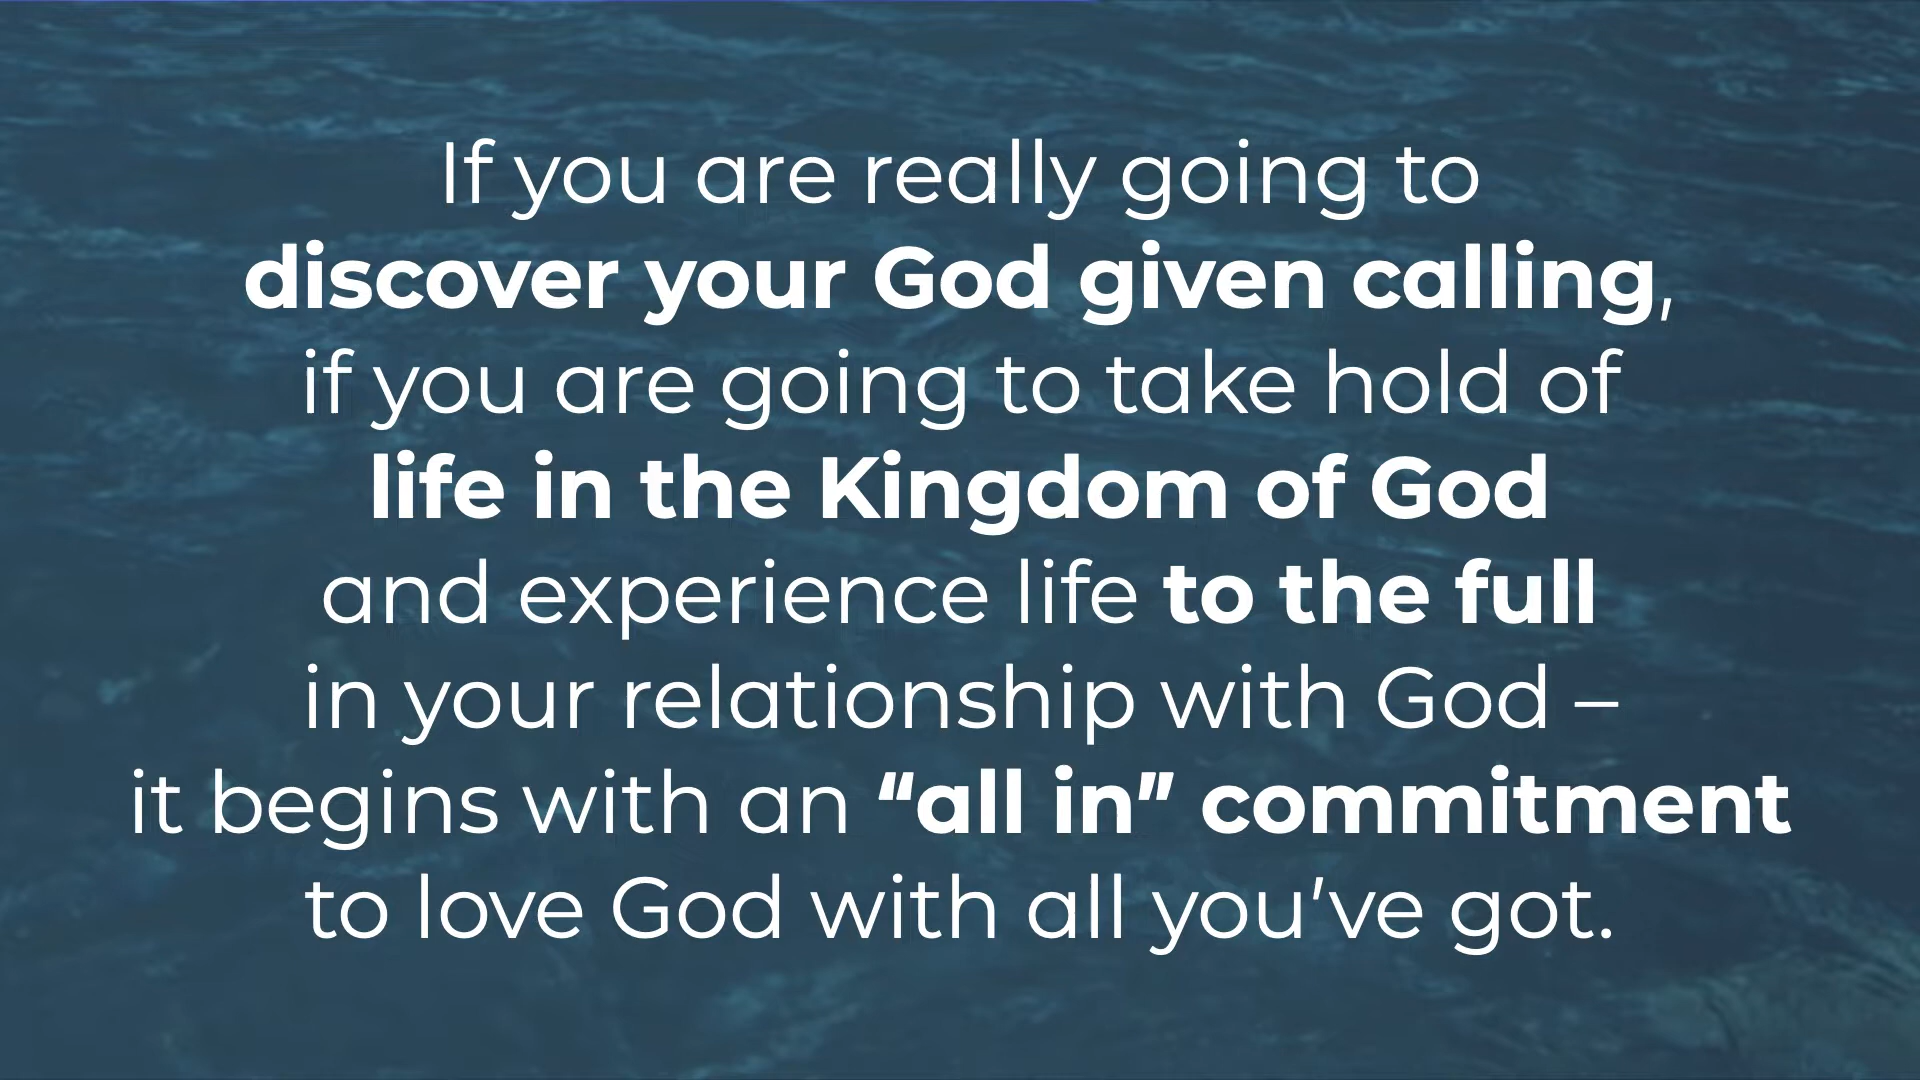 If you are really going to
discover your God given calling,
if you are going to take hold of
life in the Kingdom of God
and experience life to the full
in your relationship with God –
it begins with an “all in” commitment
to love God with all you’ve got.